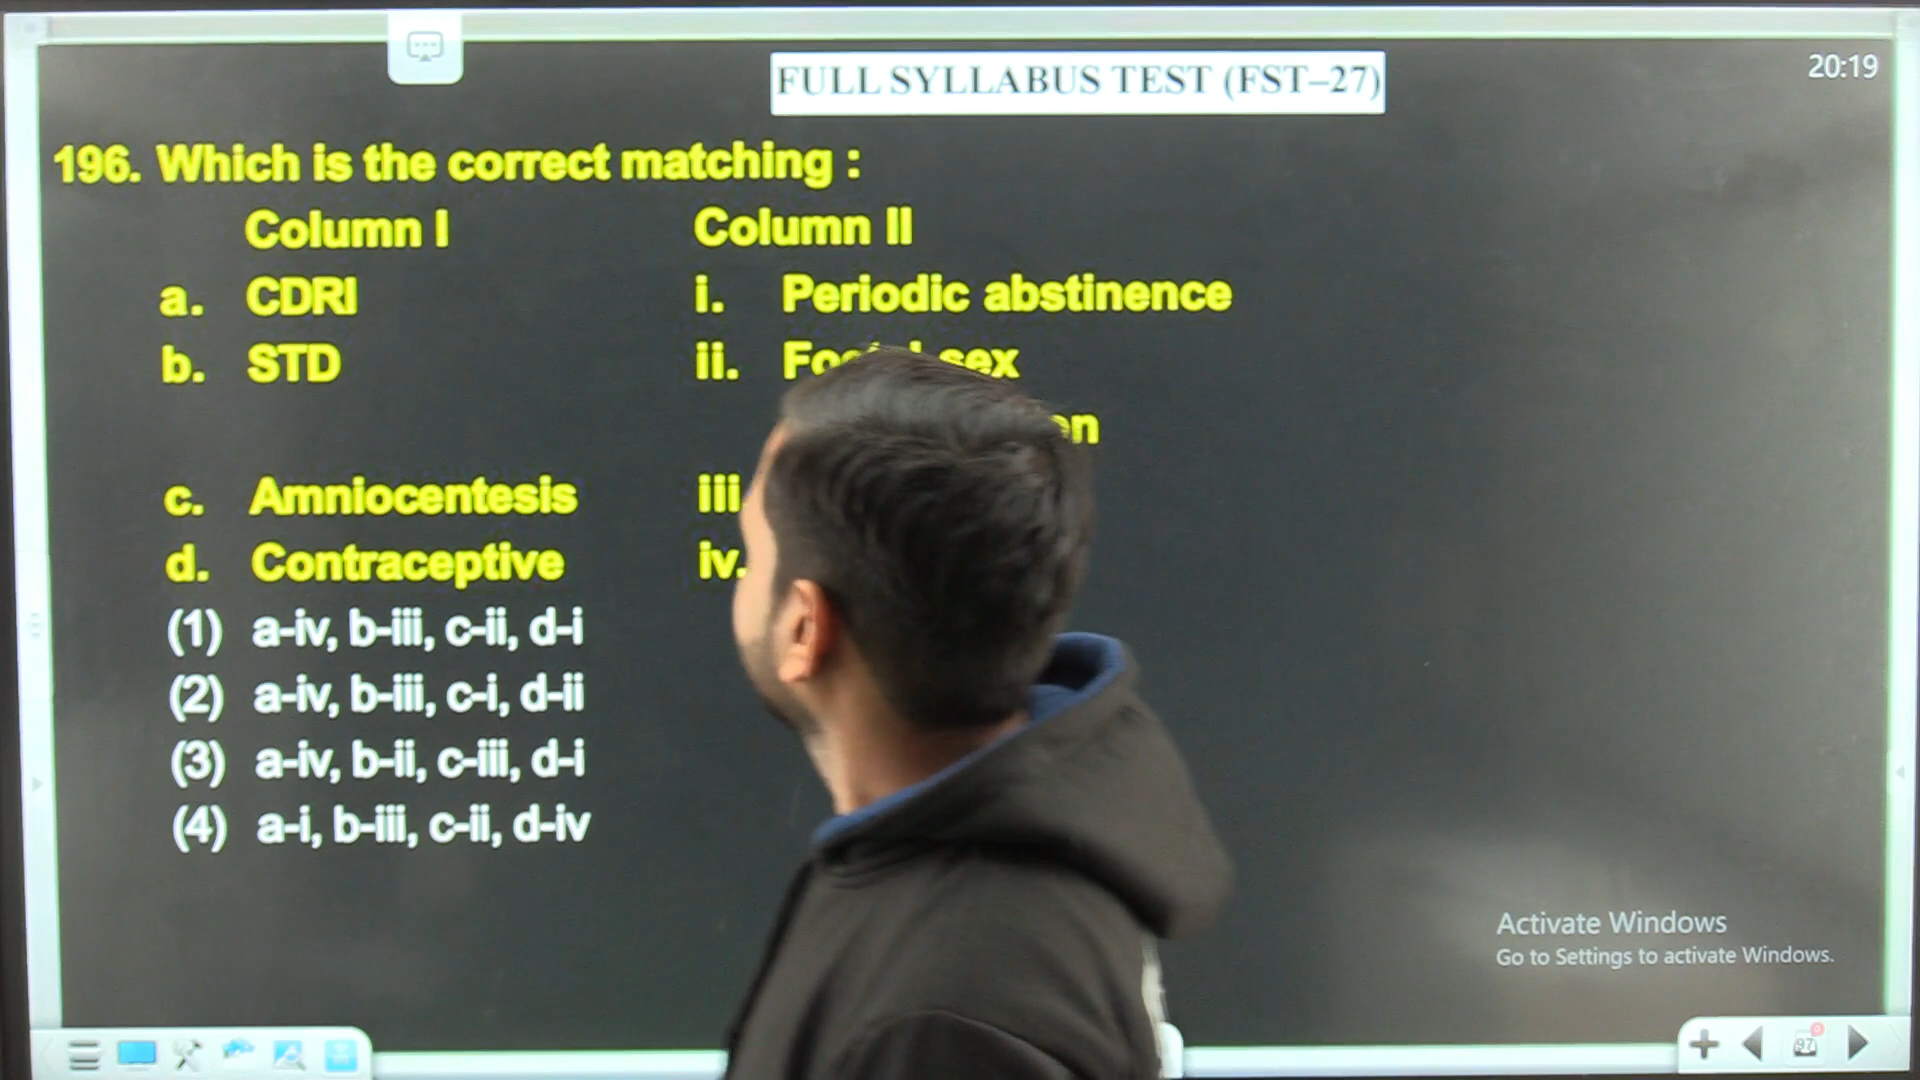 FULL SYLLABUS TEST (FST–27)
20:19
196. Which is the correct matching :
Column I Column II
a. CDRI i. Periodic abstinence
b. STD ii. sex
c. Amniocentesis iii
d. Contraceptive iv.
(1) a-iv, b-iii, c-ii, d-i
(2) a-iv, b-iii, c-i, d-ii
(3) a-iv, b-ii, c-iii, d-i
(4) a-i, b-iii, c-ii, d-iv
Activate Windows
Go to Settings to activate Windows.
97